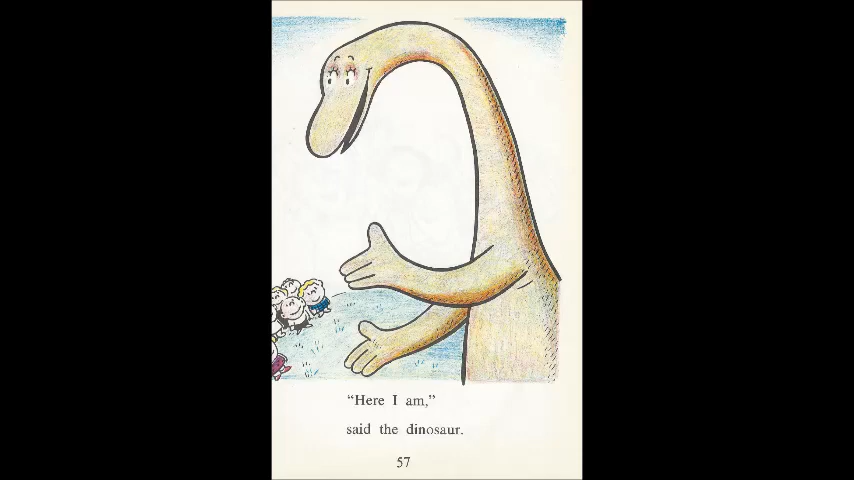 “Here I am,”
said the dinosaur.
57